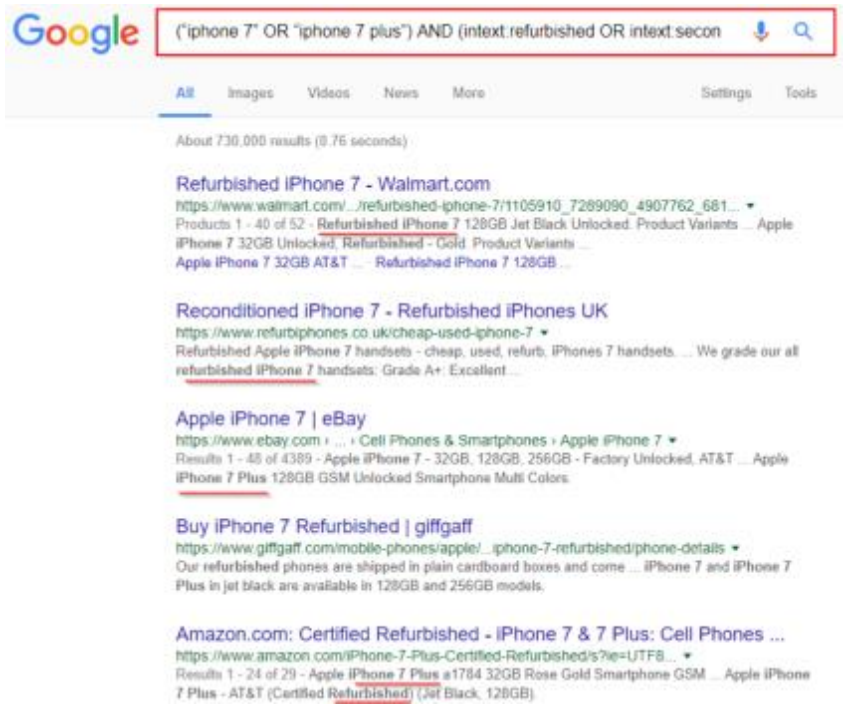 Google
("iphone 7" OR "iphone 7 plus") AND (intext:refurbished OR intext:secon
All Images Videos News More Settings Tools
About 730,000 results (0.76 seconds)
Refurbished iPhone 7 - Walmart.com
https://www.walmart.com/.../refurbished-iphone-7/1105910_7289090_4907762_681...
Products 1 - 40 of 52 - Refurbished iPhone 7 128GB Jet Black Unlocked. Product Variants ... Apple
iPhone 7 32GB Unlocked, Refurbished - Gold. Product Variants ...
Apple iPhone 7 32GB AT&T ... · Refurbished iPhone 7 128GB ...
Reconditioned iPhone 7 - Refurbished iPhones UK
https://www.refurbiphones.co.uk/cheap-used-iphone-7
Refurbished Apple iPhone 7 handsets - cheap, used, refurb, iPhones 7 handsets. ... We grade our all
refurbished iPhone 7 handsets: Grade A+: Excellent ...
Apple iPhone 7 | eBay
https://www.ebay.com › ... › Cell Phones & Smartphones › Apple iPhone 7
Results 1 - 48 of 4389 - Apple iPhone 7 - 32GB, 128GB, 256GB - Factory Unlocked, AT&T ... Apple
iPhone 7 Plus 128GB GSM Unlocked Smartphone Multi Colors.
Buy iPhone 7 Refurbished | giffgaff
https://www.giffgaff.com/mobile-phones/apple/...iphone-7-refurbished/phone-details
Our refurbished phones are shipped in plain cardboard boxes and come ... iPhone 7 and iPhone 7
Plus in jet black are available in 128GB and 256GB models.
Amazon.com: Certified Refurbished - iPhone 7 & 7 Plus: Cell Phones ...
https://www.amazon.com/iPhone-7-Plus-Certified-Refurbished/s?ie=UTF8...
Results 1 - 24 of 29 - Apple iPhone 7 Plus a1784 32GB Rose Gold Smartphone GSM ... Apple iPhone
7 Plus - AT&T (Certified Refurbished) (Jet Black, 128GB).